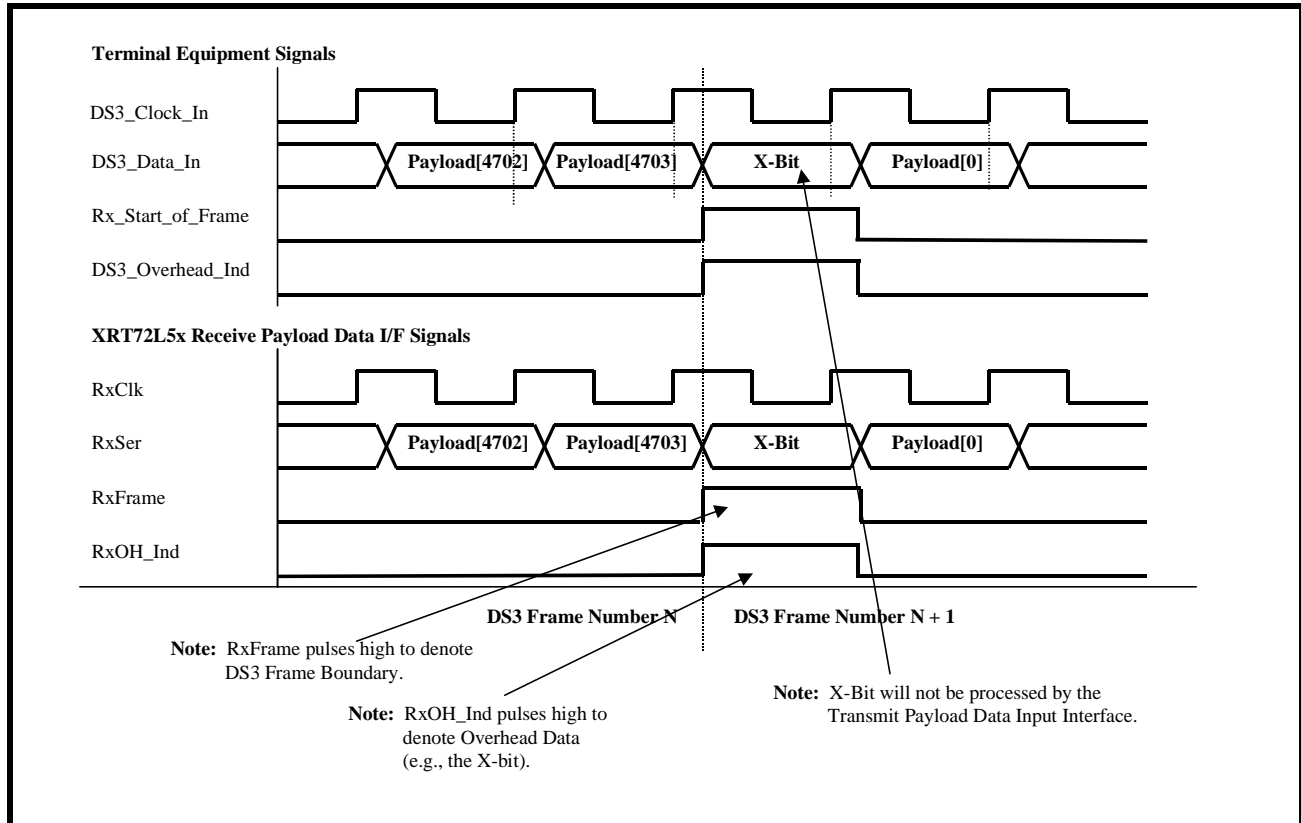 Terminal Equipment Signals
DS3_Clock_In
DS3_Data_In
Payload[4702]
Payload[4703]
X-Bit
Payload[0]
Rx_Start_of_Frame
DS3_Overhead_Ind
XRT72L5x Receive Payload Data I/F Signals
RxClk
RxSer
Payload[4702]
Payload[4703]
X-Bit
Payload[0]
RxFrame
RxOH_Ind
DS3 Frame Number N
DS3 Frame Number N + 1
Note: RxFrame pulses high to denote
DS3 Frame Boundary.
Note: RxOH_Ind pulses high to
denote Overhead Data
(e.g., the X-bit).
Note: X-Bit will not be processed by the
Transmit Payload Data Input Interface.